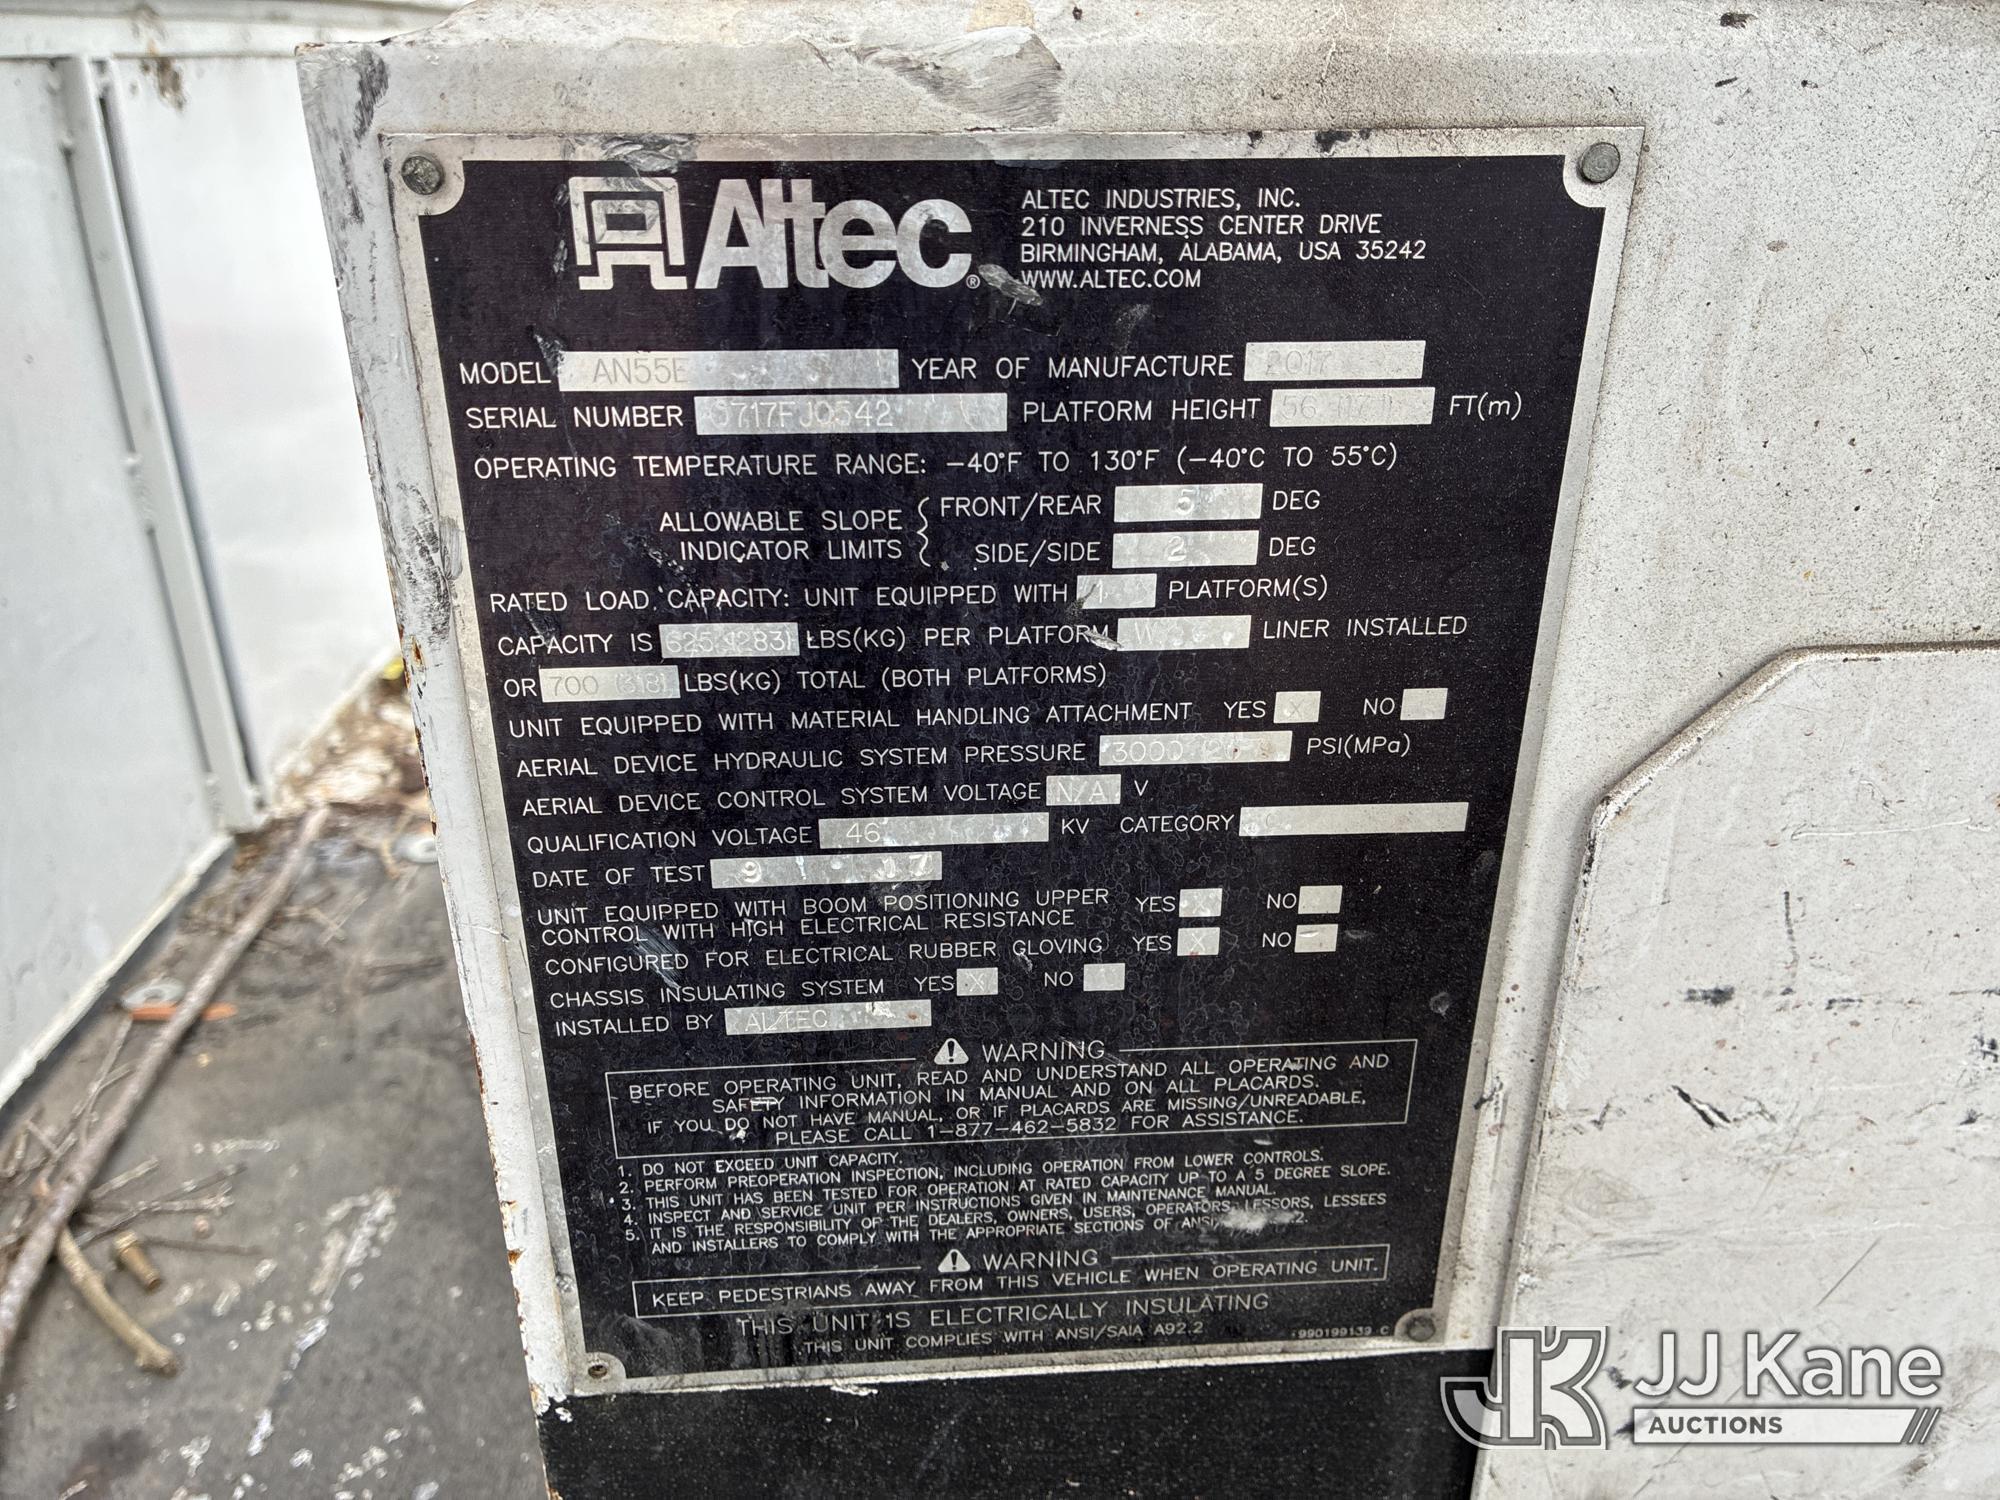 Altec®
ALTEC INDUSTRIES, INC.
210 INVERNESS CENTER DRIVE
BIRMINGHAM, ALABAMA, USA 35242
WWW.ALTEC.COM
MODEL AN55E YEAR OF MANUFACTURE 2017
SERIAL NUMBER 0717FJ0542 PLATFORM HEIGHT 56 FT(m)
OPERATING TEMPERATURE RANGE: -40°F TO 130°F (-40°C TO 55°C)
ALLOWABLE SLOPE INDICATOR LIMITS
FRONT/REAR 5 DEG
SIDE/SIDE 2 DEG
RATED LOAD CAPACITY: UNIT EQUIPPED WITH 1 PLATFORM(S)
CAPACITY IS 625 (283) LBS(KG) PER PLATFORM LINER INSTALLED
OR 700 (318) LBS(KG) TOTAL (BOTH PLATFORMS)
UNIT EQUIPPED WITH MATERIAL HANDLING ATTACHMENT YES X NO
AERIAL DEVICE HYDRAULIC SYSTEM PRESSURE 3000 PSI(MPa)
AERIAL DEVICE CONTROL SYSTEM VOLTAGE N/A V
QUALIFICATION VOLTAGE 46 KV CATEGORY C
DATE OF TEST 9 17
UNIT EQUIPPED WITH BOOM POSITIONING UPPER
CONTROL WITH HIGH ELECTRICAL RESISTANCE YES X NO
CONFIGURED FOR ELECTRICAL RUBBER GLOVING YES X NO
CHASSIS INSULATING SYSTEM YES X NO
INSTALLED BY ALTEC
WARNING
BEFORE OPERATING UNIT, READ AND UNDERSTAND ALL OPERATING AND
SAFETY INFORMATION IN MANUAL AND ON ALL PLACARDS.
IF YOU DO NOT HAVE MANUAL, OR IF PLACARDS ARE MISSING/UNREADABLE,
PLEASE CALL 1-877-462-5832 FOR ASSISTANCE.
1. DO NOT EXCEED UNIT CAPACITY.
2. PERFORM PREOPERATION INSPECTION, INCLUDING OPERATION FROM LOWER CONTROLS.
3. THIS UNIT HAS BEEN TESTED FOR OPERATION AT RATED CAPACITY UP TO A 5 DEGREE SLOPE.
4. INSPECT AND SERVICE UNIT PER INSTRUCTIONS GIVEN IN MAINTENANCE MANUAL.
5. IT IS THE RESPONSIBILITY OF THE DEALERS, OWNERS, USERS, OPERATORS, LESSORS, LESSEES
AND INSTALLERS TO COMPLY WITH THE APPROPRIATE SECTIONS OF
WARNING
KEEP PEDESTRIANS AWAY FROM THIS VEHICLE WHEN OPERATING UNIT.
THIS UNIT IS ELECTRICALLY INSULATING
THIS UNIT COMPLIES WITH ANSI/SAIA A92.2
990199139 C
JK JJ Kane
AUCTIONS